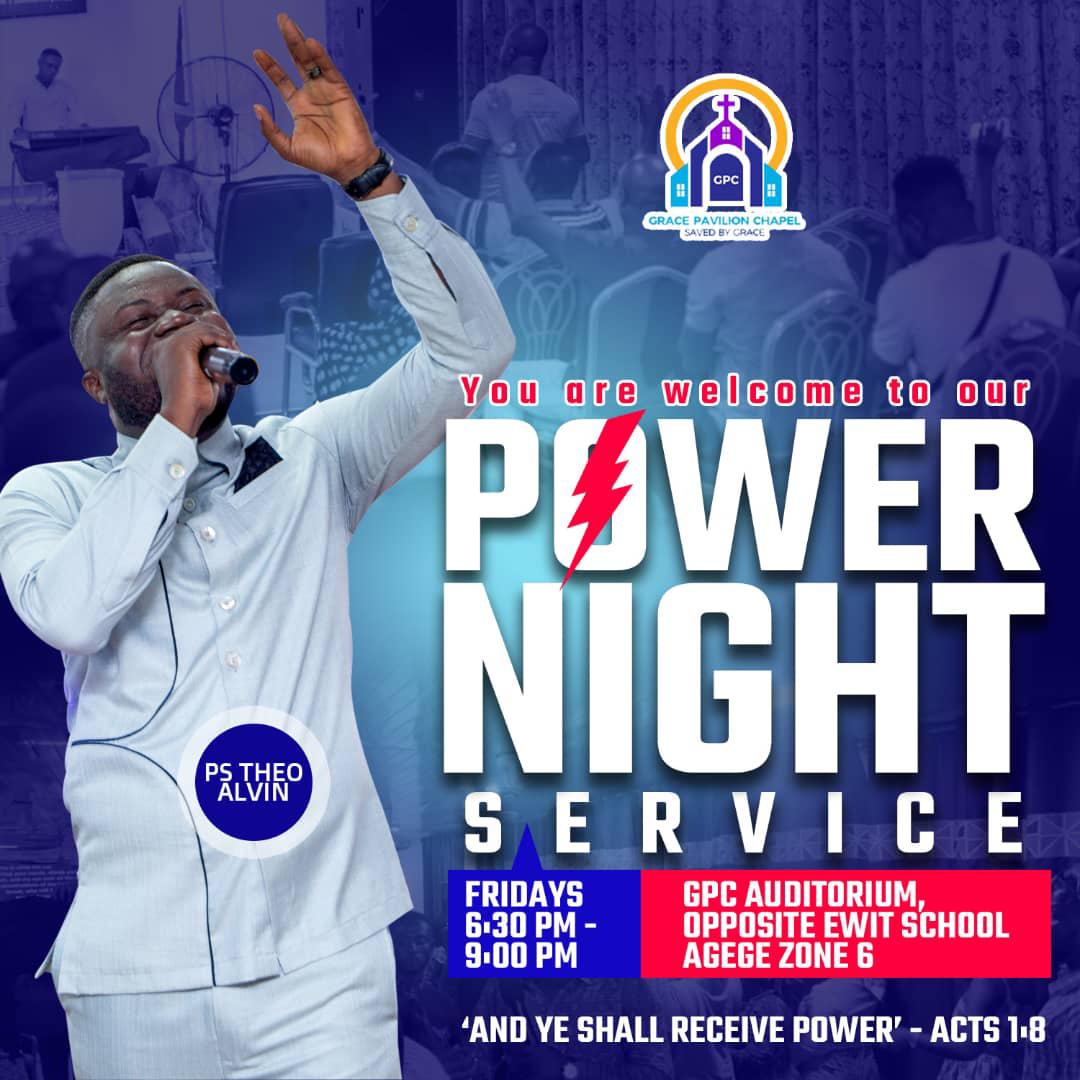 GPC
GRACE PAVILION CHAPEL
SAVED BY GRACE
You are welcome to our
POWER
NIGHT
SERVICE
PS THEO
ALVIN
FRIDAYS
6:30 PM -
9:00 PM
GPC AUDITORIUM,
OPPOSITE EWIT SCHOOL
AGEGE ZONE 6
‘AND YE SHALL RECEIVE POWER’ - ACTS 1:8